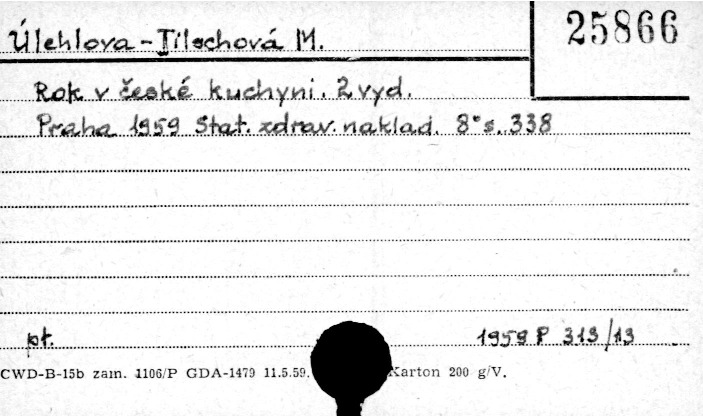 25866
Úlehlova-Tilschová M.
Rok v české kuchyni. 2 vyd.
Praha 1959 Stat. zdrav. naklad. 8° s. 338
pt.
1959 P 313/13
CWD-B-15b zam. 1106/P GDA-1479 11.5.59. Karton 200 g/V.